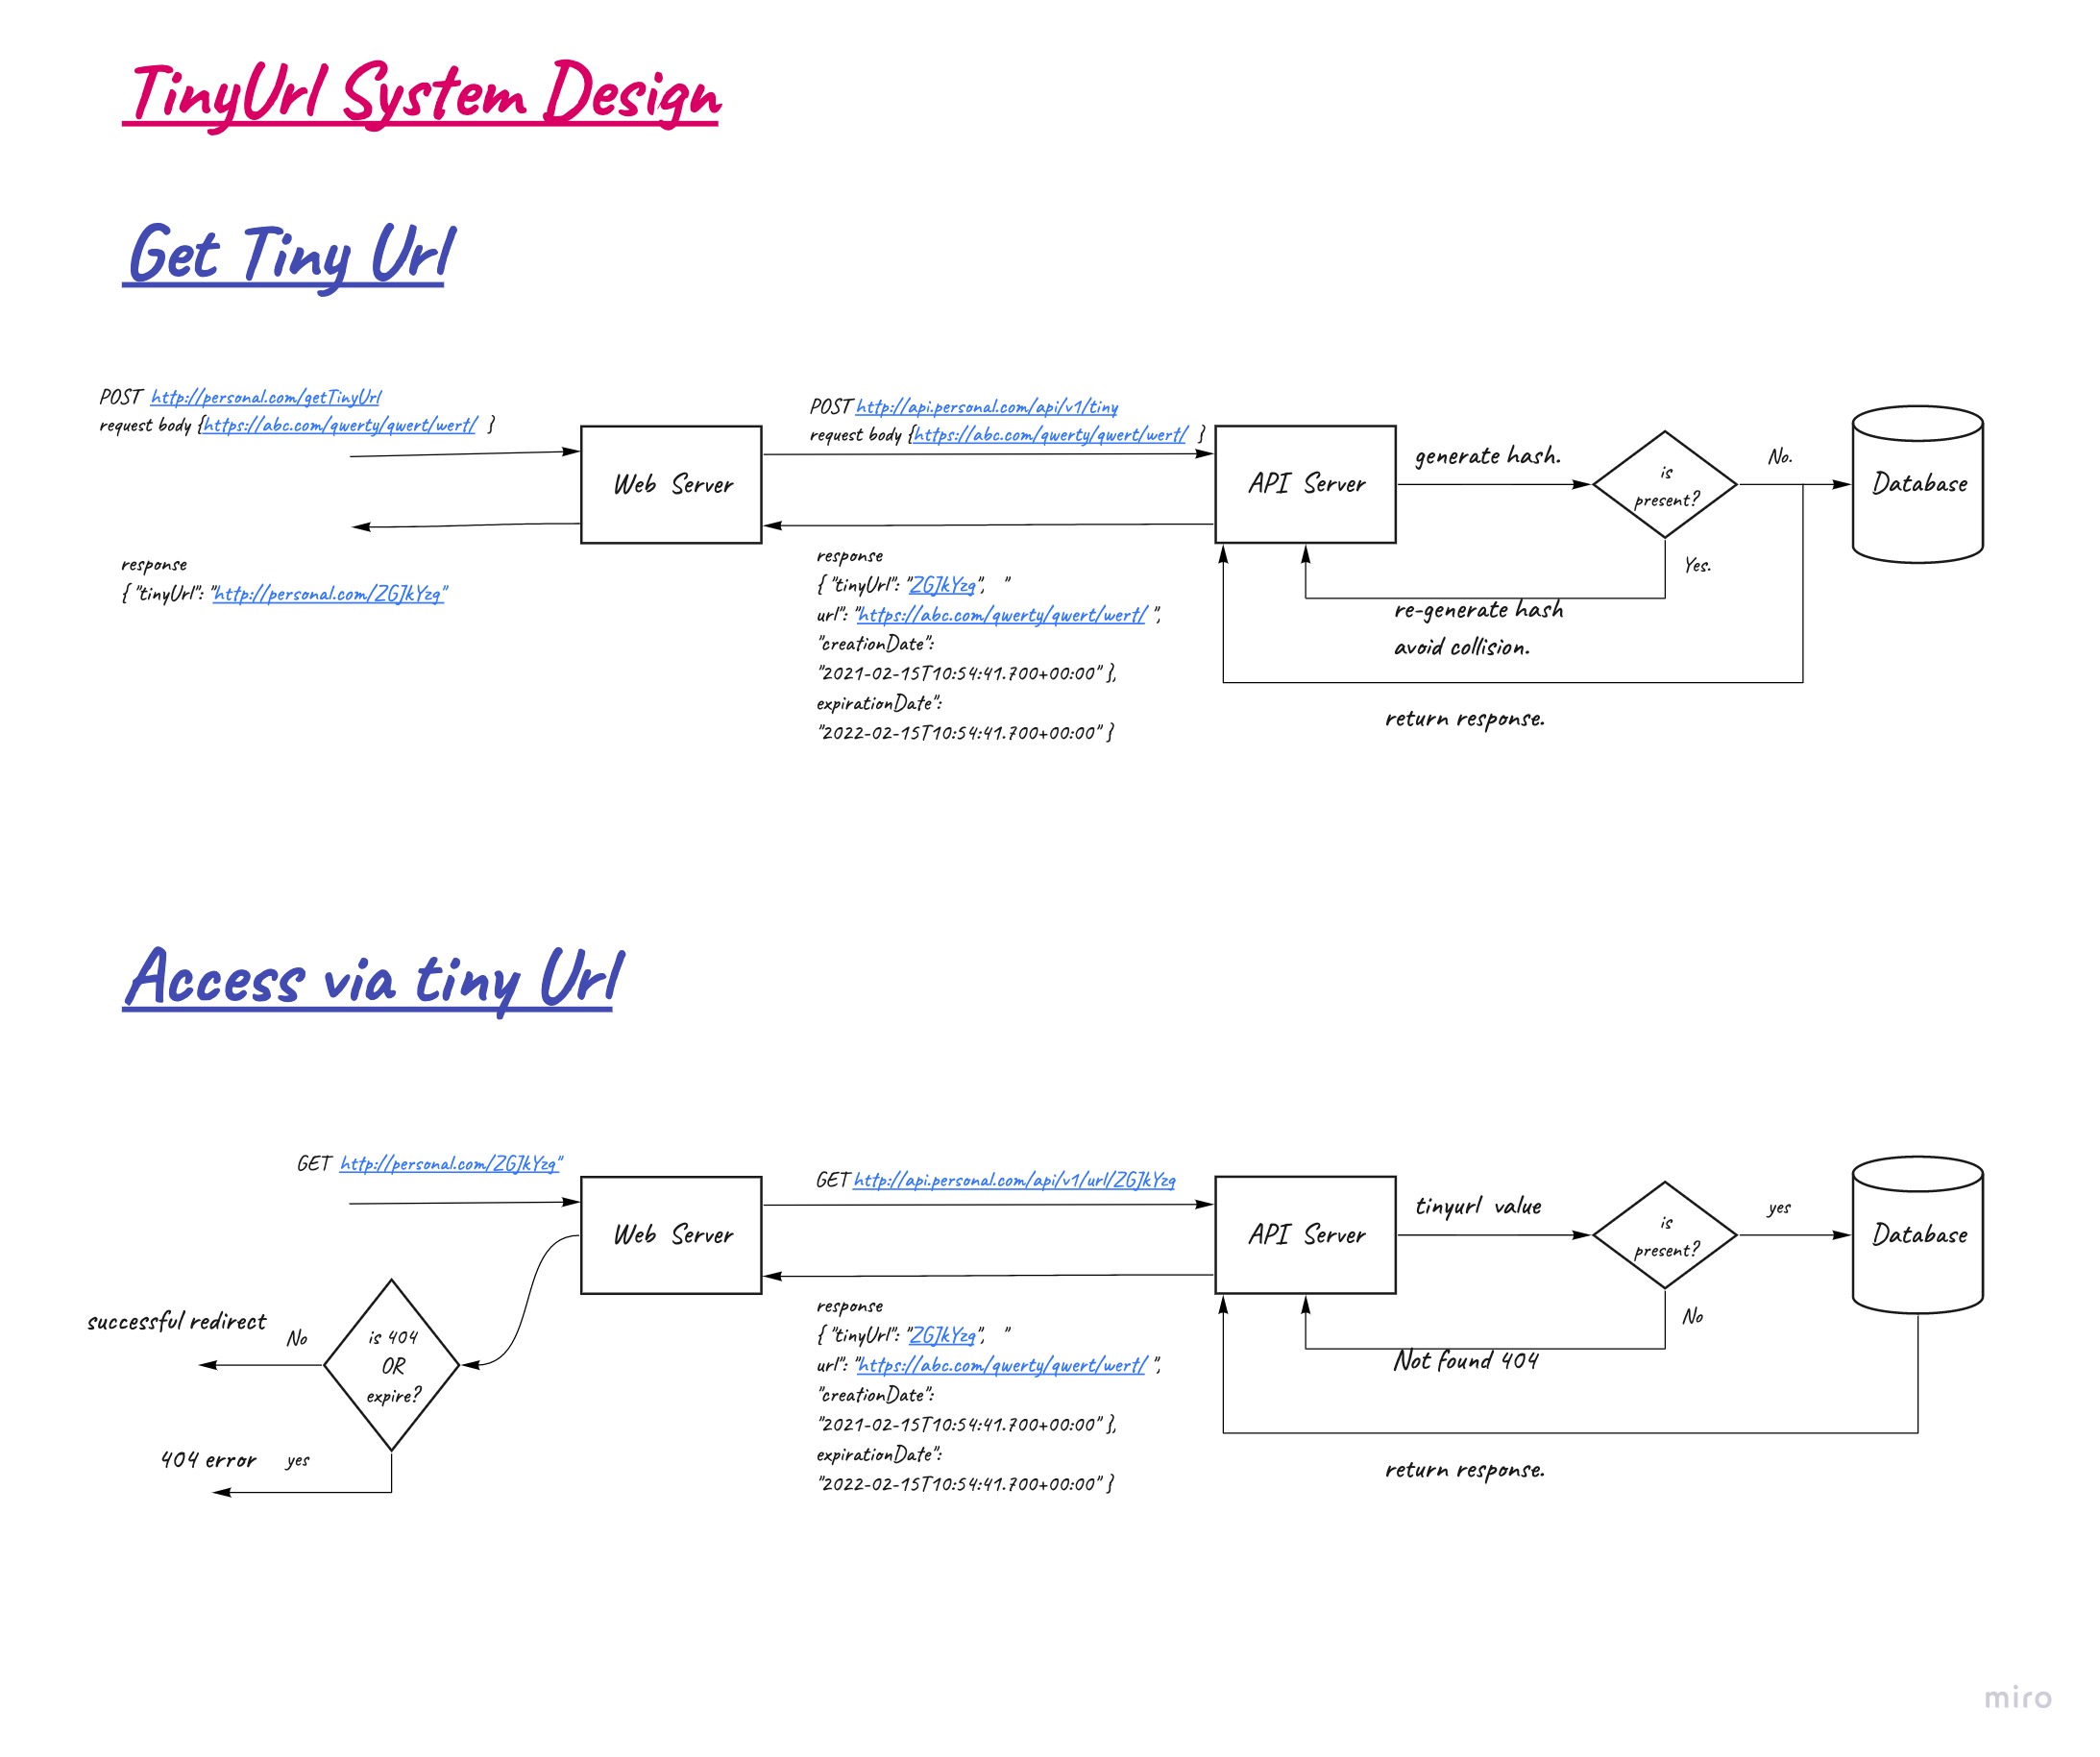 TinyUrl System Design
Get Tiny Url
POST http://personal.com/getTinyUrl
request body {https://abc.com/qwerty/qwert/wert/ }
POST http://api.personal.com/api/v1/tiny
request body {https://abc.com/qwerty/qwert/wert/ }
Web Server
API Server
generate hash.
is
present?
No.
Database
Yes.
re-generate hash
avoid collision.
return response.
response
{ "tinyUrl": "http://personal.com/ZGJkYzg"
response
{ "tinyUrl": "ZGJkYzg", "
url": "https://abc.com/qwerty/qwert/wert/ ",
"creationDate":
"2021-02-15T10:54:41.700+00:00" },
expirationDate":
"2022-02-15T10:54:41.700+00:00" }
Access via tiny Url
GET http://personal.com/ZGJkYzg"
Web Server
GET http://api.personal.com/api/v1/url/ZGJkYzg
API Server
tinyurl value
is
present?
yes
Database
No
Not found 404
return response.
response
{ "tinyUrl": "ZGJkYzg", "
url": "https://abc.com/qwerty/qwert/wert/ ",
"creationDate":
"2021-02-15T10:54:41.700+00:00" },
expirationDate":
"2022-02-15T10:54:41.700+00:00" }
successful redirect
No
is 404
OR
expire?
404 error yes
miro